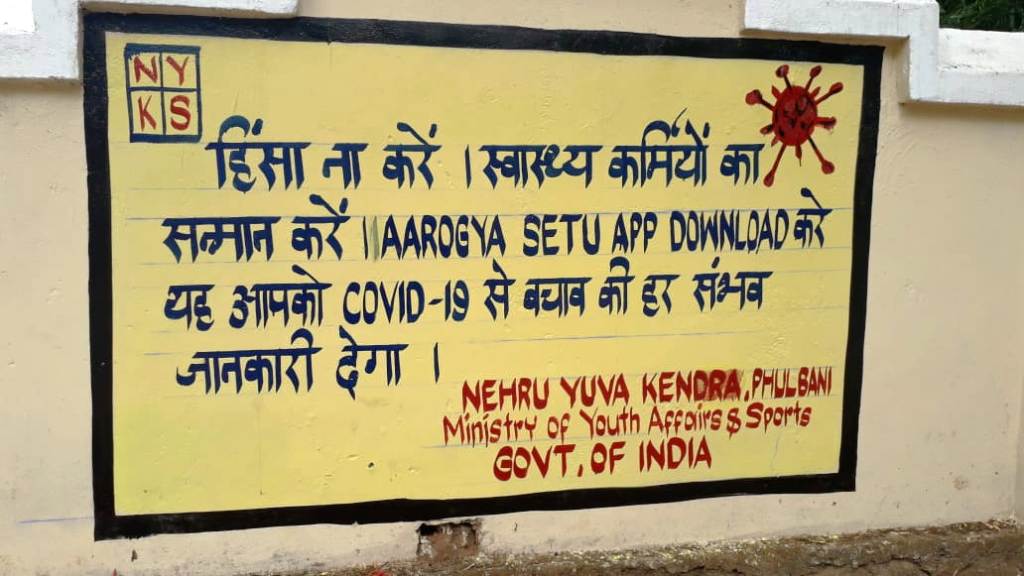 NY
KS
हिंसा ना करें । स्वास्थ्य कर्मियों का
सन्मान करें ।। AAROGYA SETU APP DOWNLOAD करे
यह आपको COVID-19 से बचाव की हर संभव
जानकारी देगा ।
NEHRU YUVA KENDRA, PHULBANI
Ministry of Youth Affairs & Sports
GOVT. OF INDIA